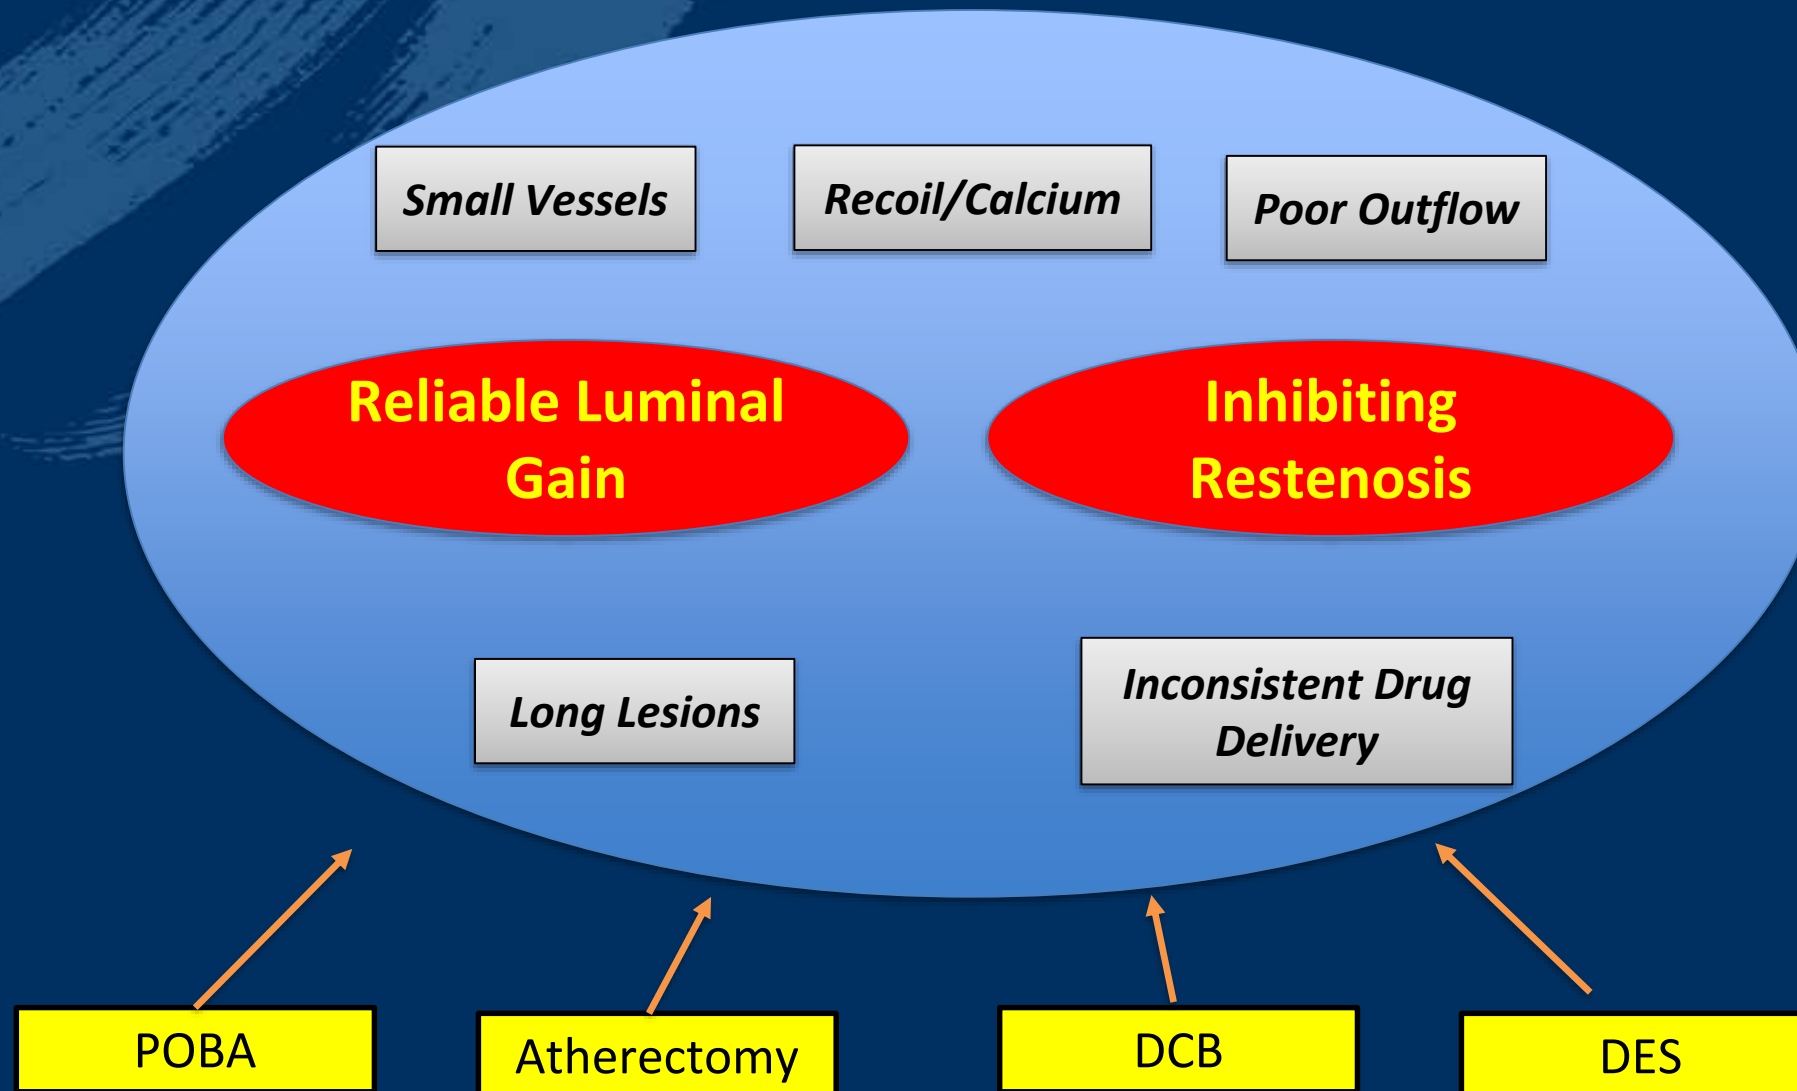 Small Vessels
Recoil/Calcium
Poor Outflow
Reliable Luminal
Gain
Inhibiting
Restenosis
Long Lesions
Inconsistent Drug
Delivery
POBA
Atherectomy
DCB
DES